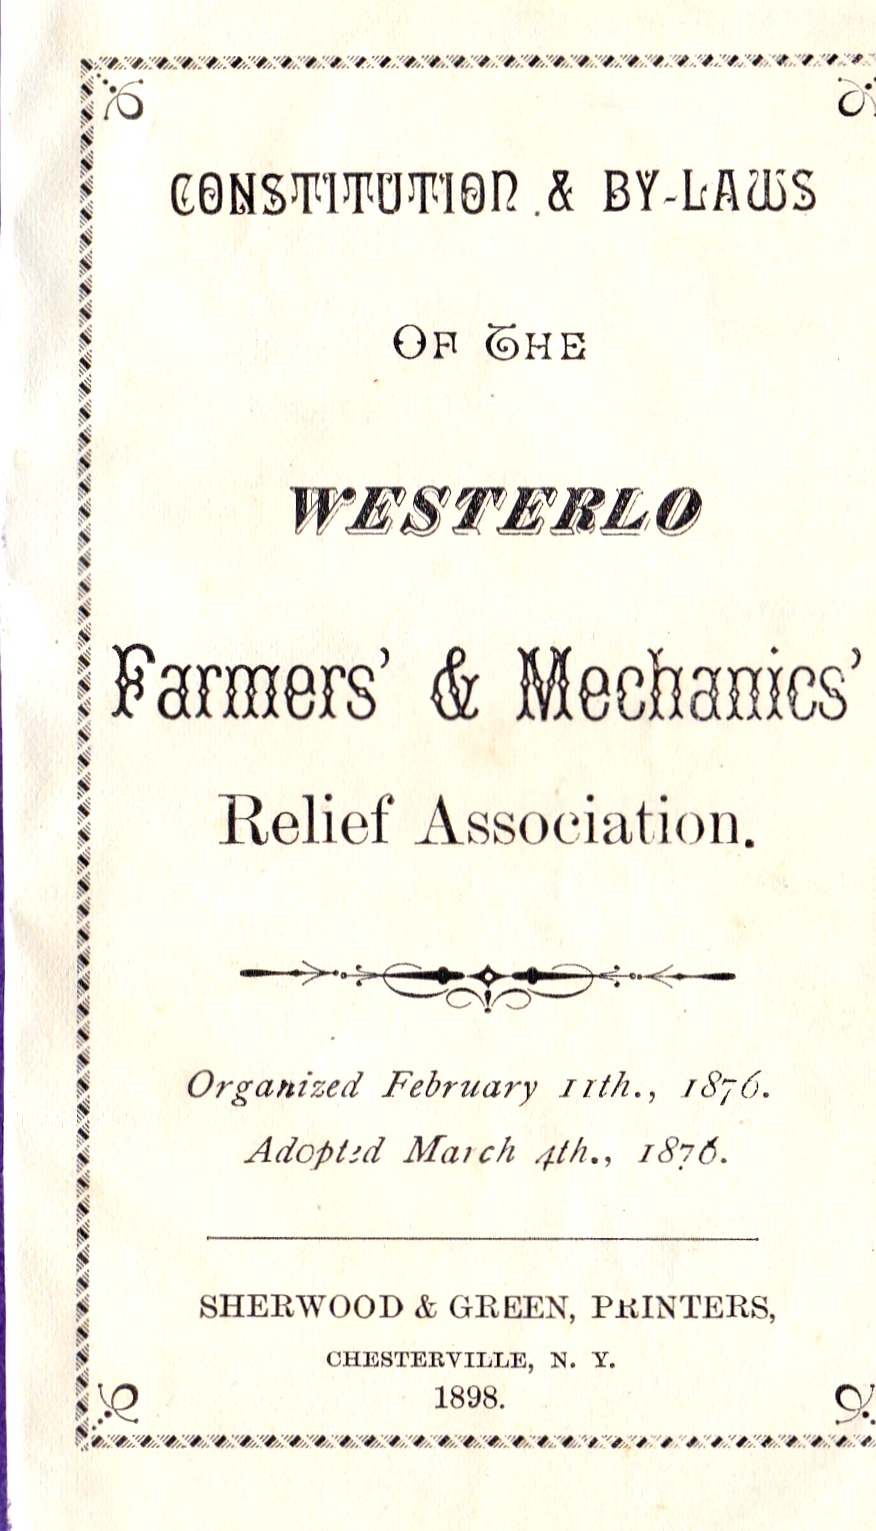 CONSTITUTION & BY-LAWS
OF THE
WESTERLO
Farmers' & Mechanics'
Relief Association.
Organized February 11th., 1876.
Adopted March 4th., 1876.
SHERWOOD & GREEN, PRINTERS,
CHESTERVILLE, N. Y.
1898.